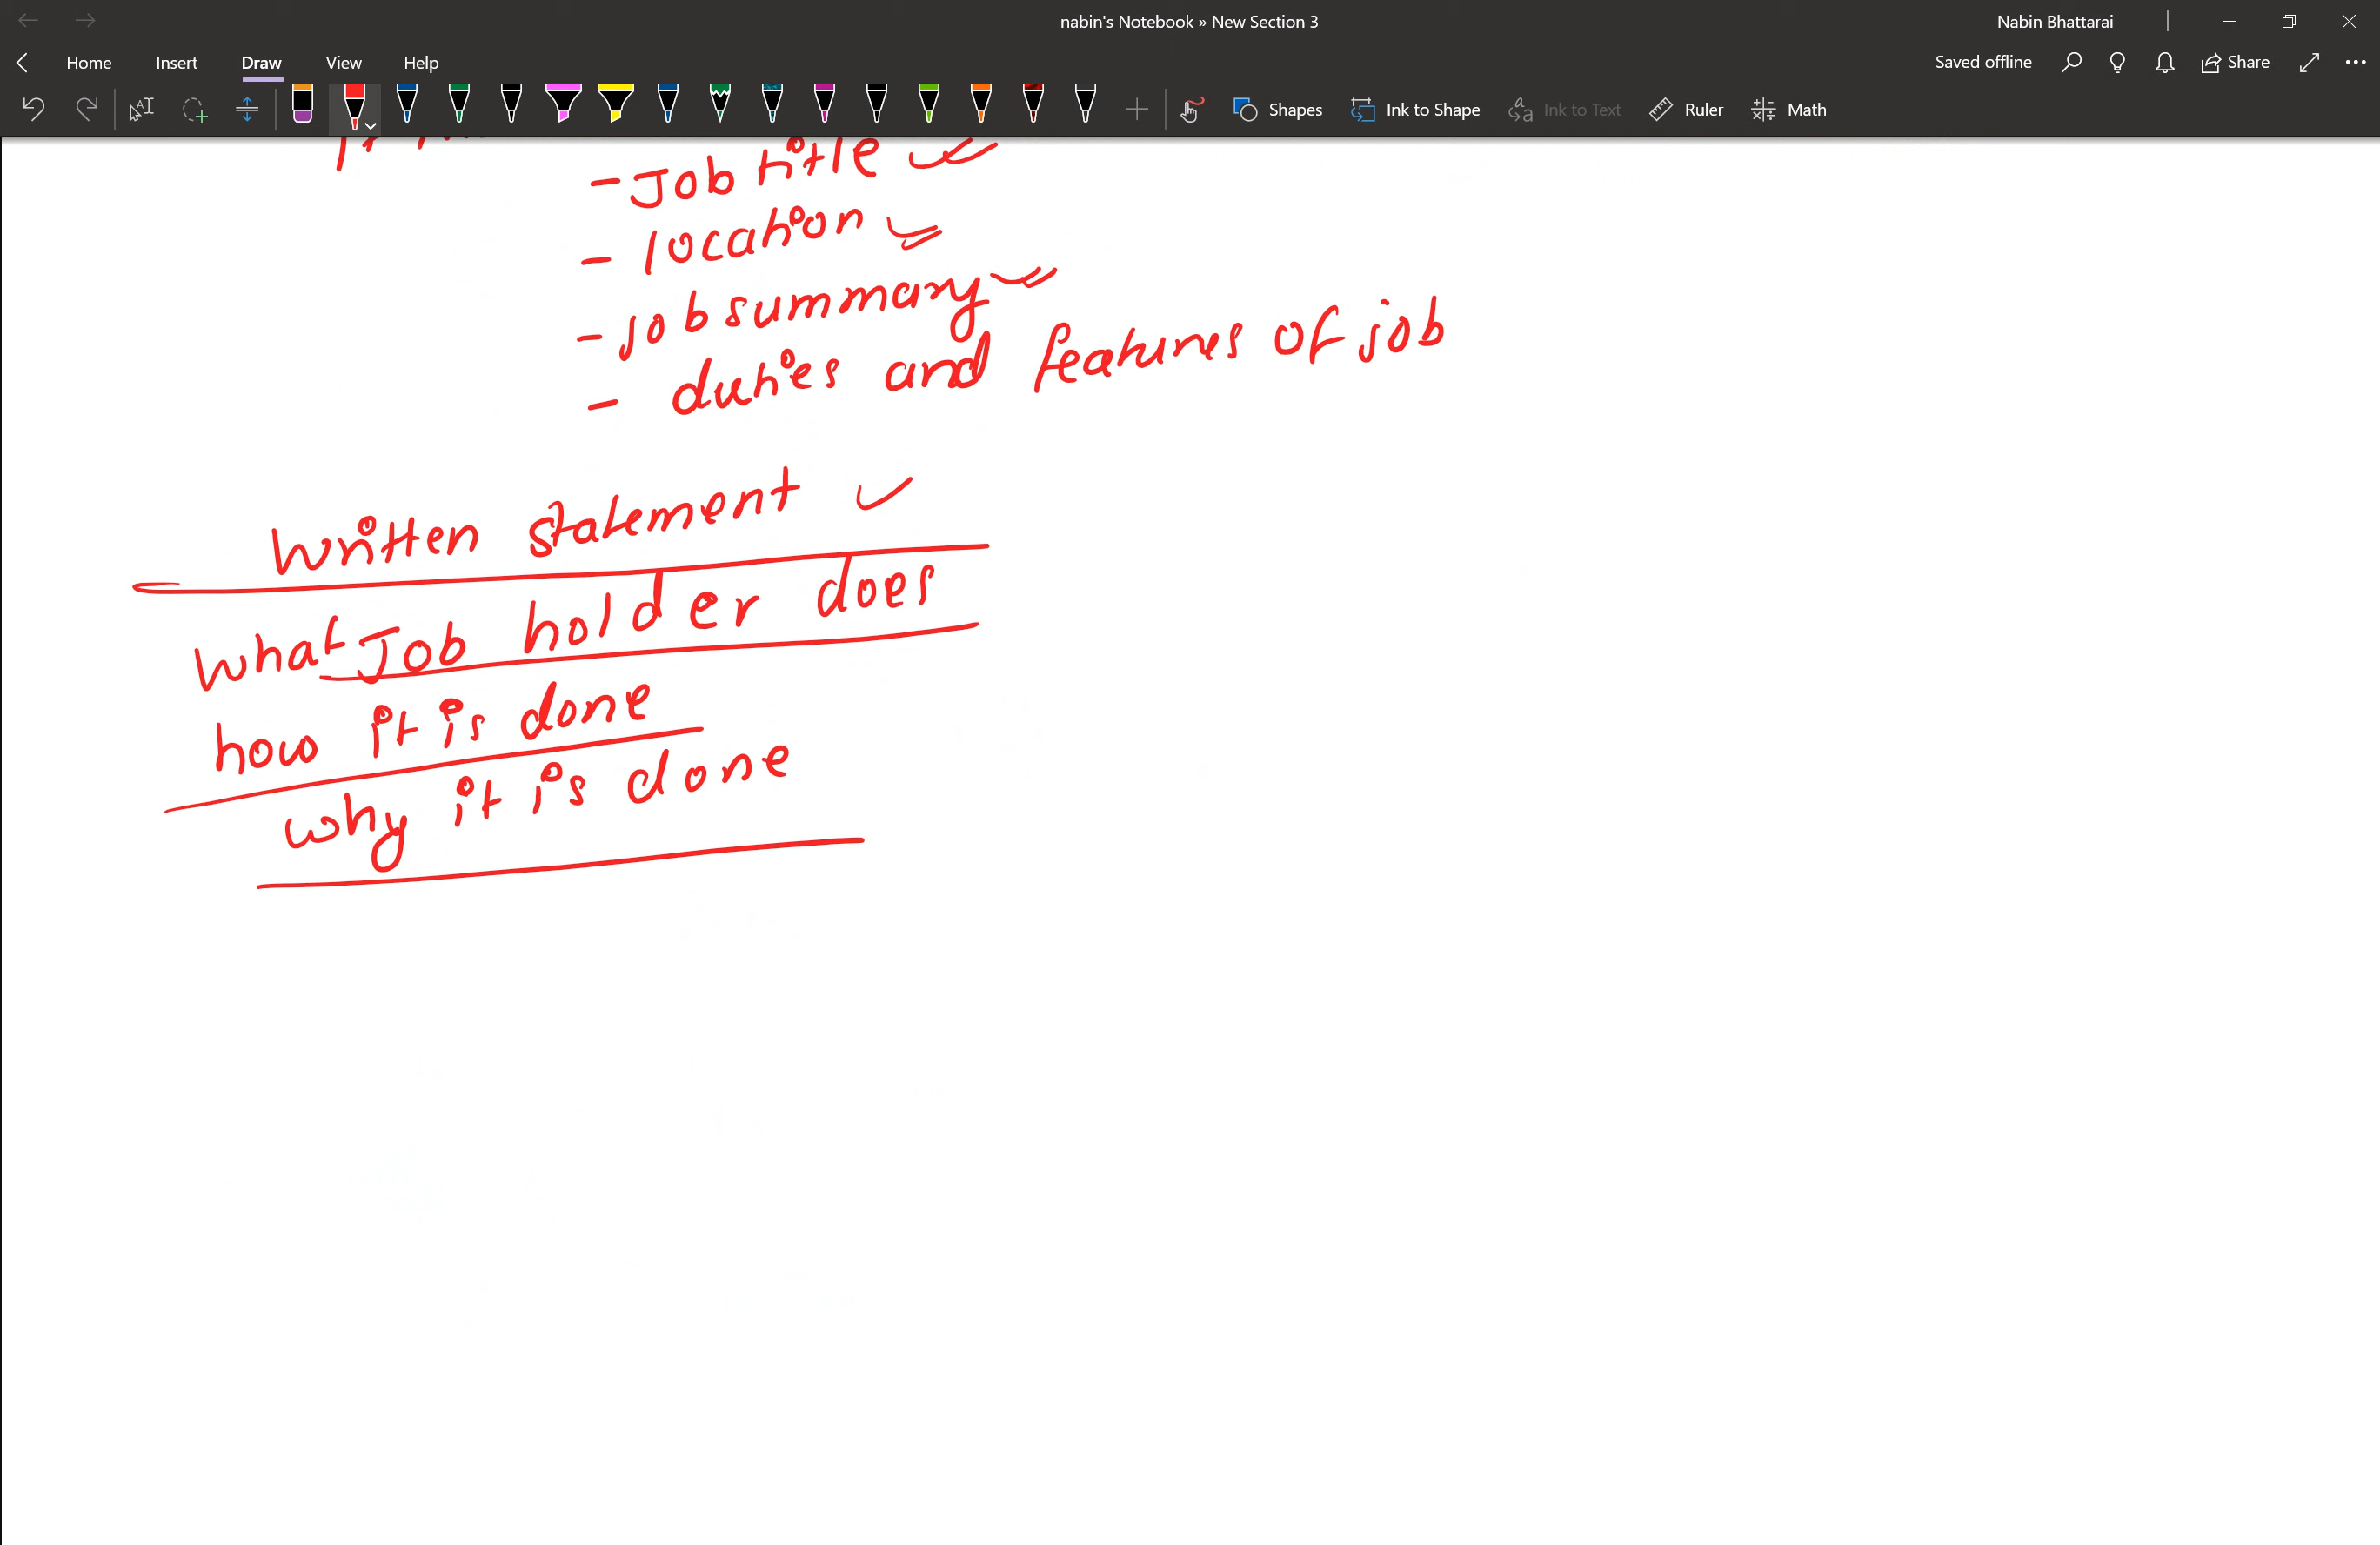 nabin's Notebook » New Section 3
Nabin Bhattarai
Home Insert Draw View Help
Saved offline
Share
Shapes
Ink to Shape
Ink to Text
Ruler
Math
- Job title
- location
- job summary
- duties and features of job
Written statement
what Job holder does
how it is done
why it is done